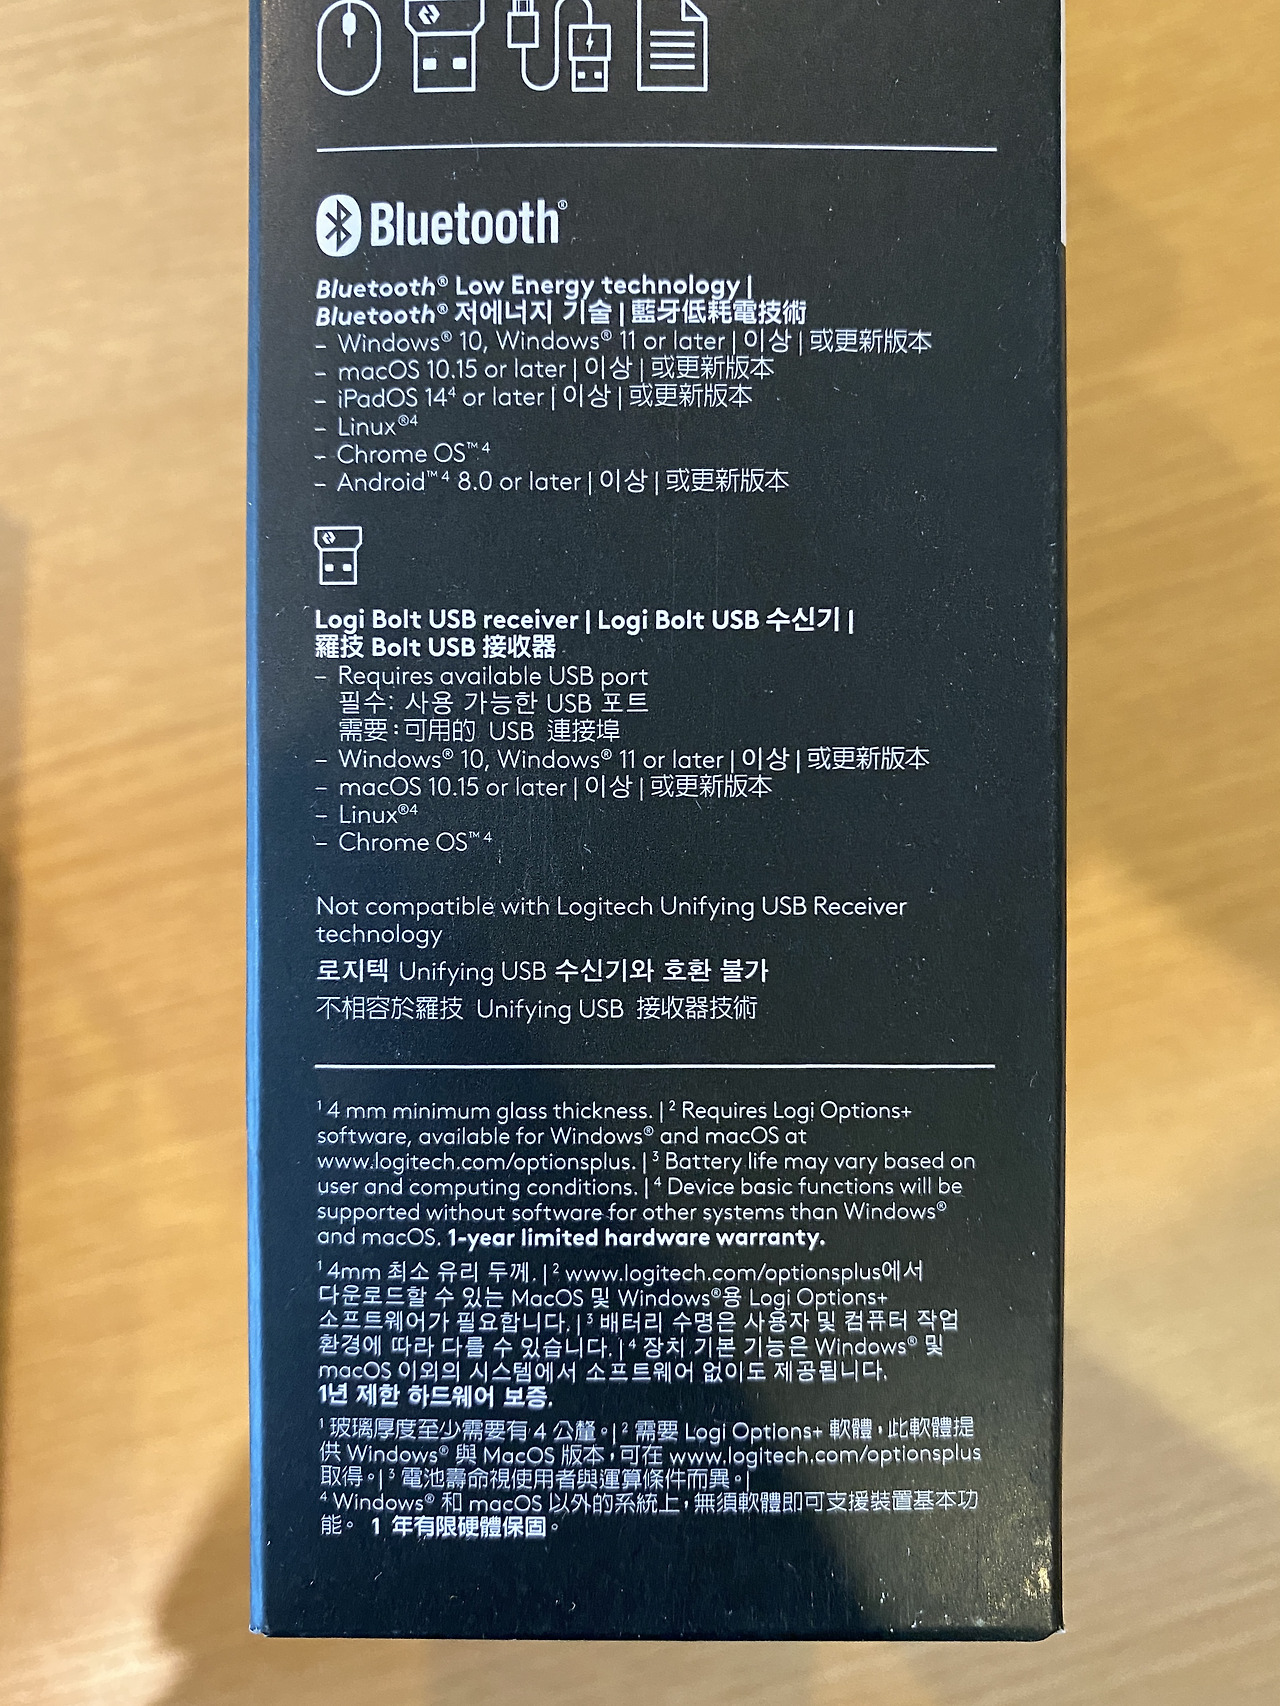 Bluetooth®
Bluetooth® Low Energy technology |
Bluetooth® 저에너지 기술 | 藍牙低耗電技術
– Windows® 10, Windows® 11 or later | 이상 | 或更新版本
– macOS 10.15 or later | 이상 | 或更新版本
– iPadOS 14⁴ or later | 이상 | 或更新版本
– Linux®⁴
– Chrome OS™⁴
– Android™⁴ 8.0 or later | 이상 | 或更新版本
Logi Bolt USB receiver | Logi Bolt USB 수신기 |
羅技 Bolt USB 接收器
– Requires available USB port
필수: 사용 가능한 USB 포트
需要：可用的 USB 連接埠
– Windows® 10, Windows® 11 or later | 이상 | 或更新版本
– macOS 10.15 or later | 이상 | 或更新版本
– Linux®⁴
– Chrome OS™⁴
Not compatible with Logitech Unifying USB Receiver
technology
로지텍 Unifying USB 수신기와 호환 불가
不相容於羅技 Unifying USB 接收器技術
¹ 4 mm minimum glass thickness. | ² Requires Logi Options+
software, available for Windows® and macOS at
www.logitech.com/optionsplus. | ³ Battery life may vary based on
user and computing conditions. | ⁴ Device basic functions will be
supported without software for other systems than Windows®
and macOS. 1-year limited hardware warranty.
¹ 4mm 최소 유리 두께. | ² www.logitech.com/optionsplus에서
다운로드할 수 있는 MacOS 및 Windows®용 Logi Options+
소프트웨어가 필요합니다. | ³ 배터리 수명은 사용자 및 컴퓨터 작업
환경에 따라 다를 수 있습니다. | ⁴ 장치 기본 기능은 Windows® 및
macOS 이외의 시스템에서 소프트웨어 없이도 제공됩니다.
1년 제한 하드웨어 보증.
¹ 玻璃厚度至少需要有 4 公釐。| ² 需要 Logi Options+ 軟體，此軟體提
供 Windows® 與 MacOS 版本，可在 www.logitech.com/optionsplus
取得。| ³ 電池壽命視使用者與運算條件而異。|
⁴ Windows® 和 macOS 以外的系統上，無須軟體即可支援裝置基本功
能。 1 年有限硬體保固。